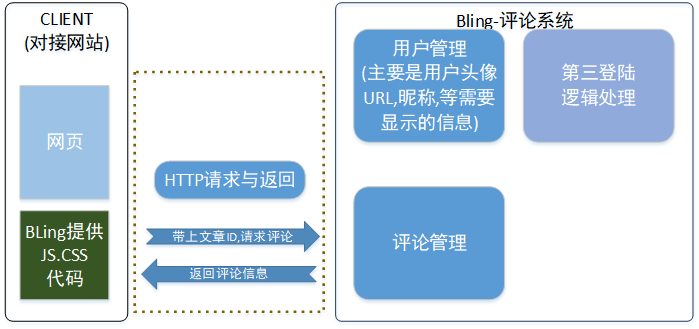 CLIENT
(对接网站)
网页
BLing提供
JS.CSS
代码
HTTP请求与返回
带上文章ID,请求评论
返回评论信息
Bling-评论系统
用户管理
(主要是用户头像
URL,昵称,等需要
显示的信息)
第三登陆
逻辑处理
评论管理